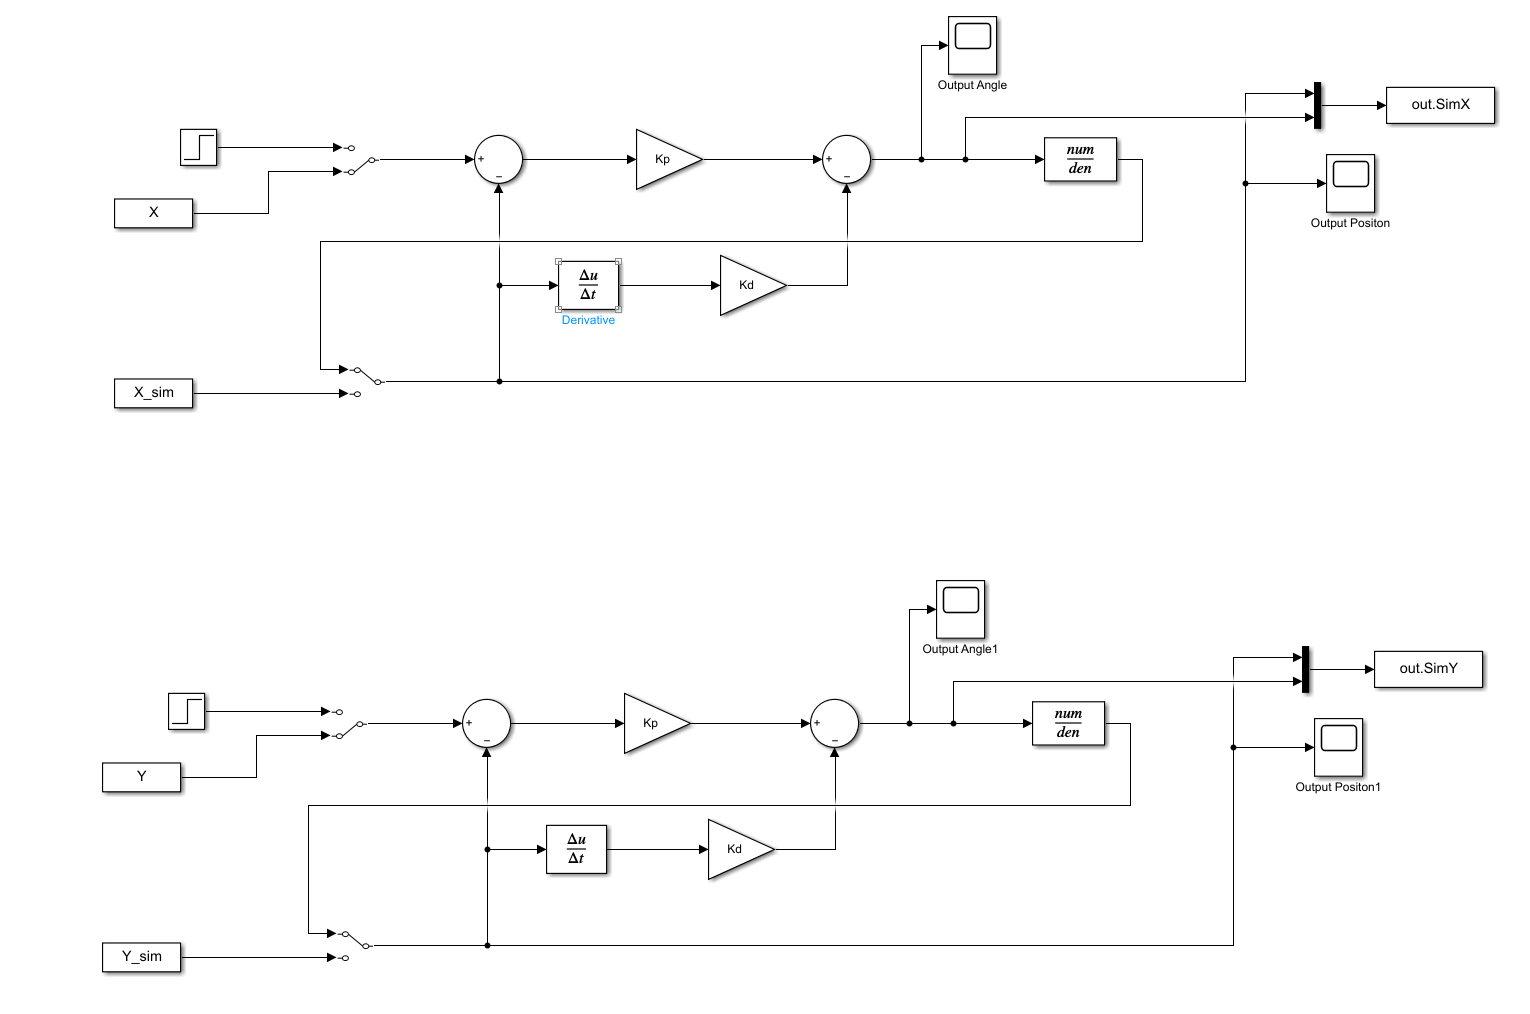 Output Angle
out.SimX
+
−
Kp
+
−
num
den
X
Output Positon
Δu
Δt
Kd
Derivative
X_sim
Output Angle1
out.SimY
+
−
Kp
+
−
num
den
Y
Output Positon1
Δu
Δt
Kd
Y_sim